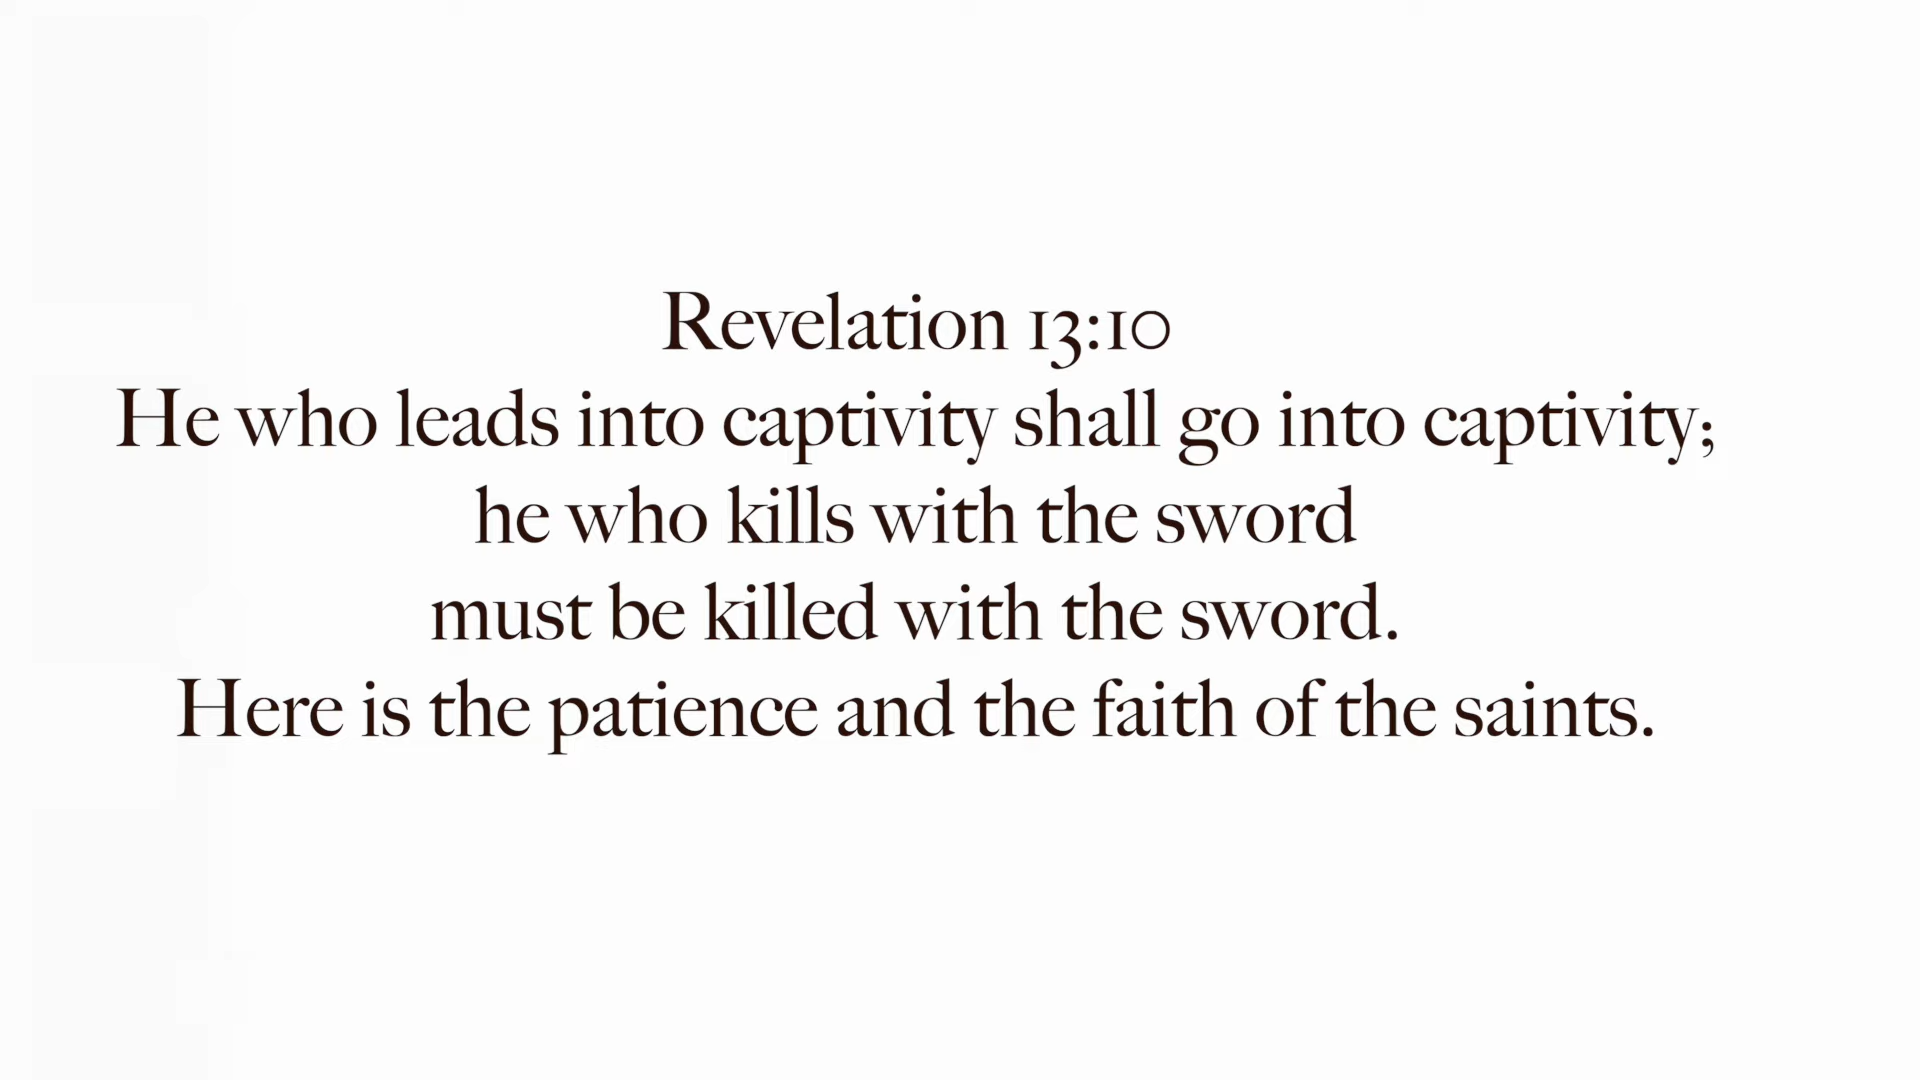 Revelation 13:10
He who leads into captivity shall go into captivity;
he who kills with the sword
must be killed with the sword.
Here is the patience and the faith of the saints.